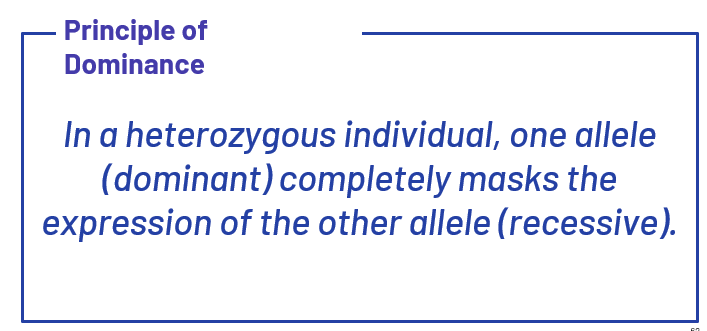 Principle of
Dominance
In a heterozygous individual, one allele
(dominant) completely masks the
expression of the other allele (recessive).